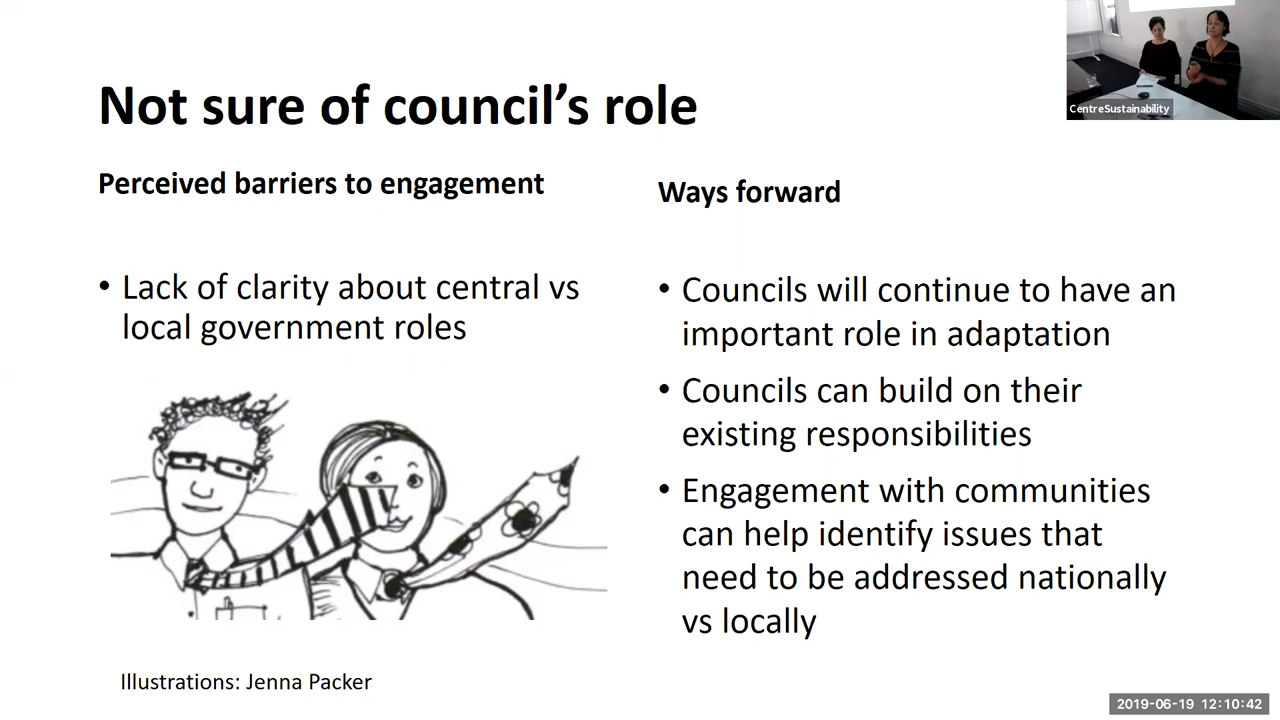 Not sure of council’s role
CentreSustainability
Perceived barriers to engagement
• Lack of clarity about central vs
local government roles
Ways forward
• Councils will continue to have an
important role in adaptation
• Councils can build on their
existing responsibilities
• Engagement with communities
can help identify issues that
need to be addressed nationally
vs locally
Illustrations: Jenna Packer
2019-06-19 12:10:42